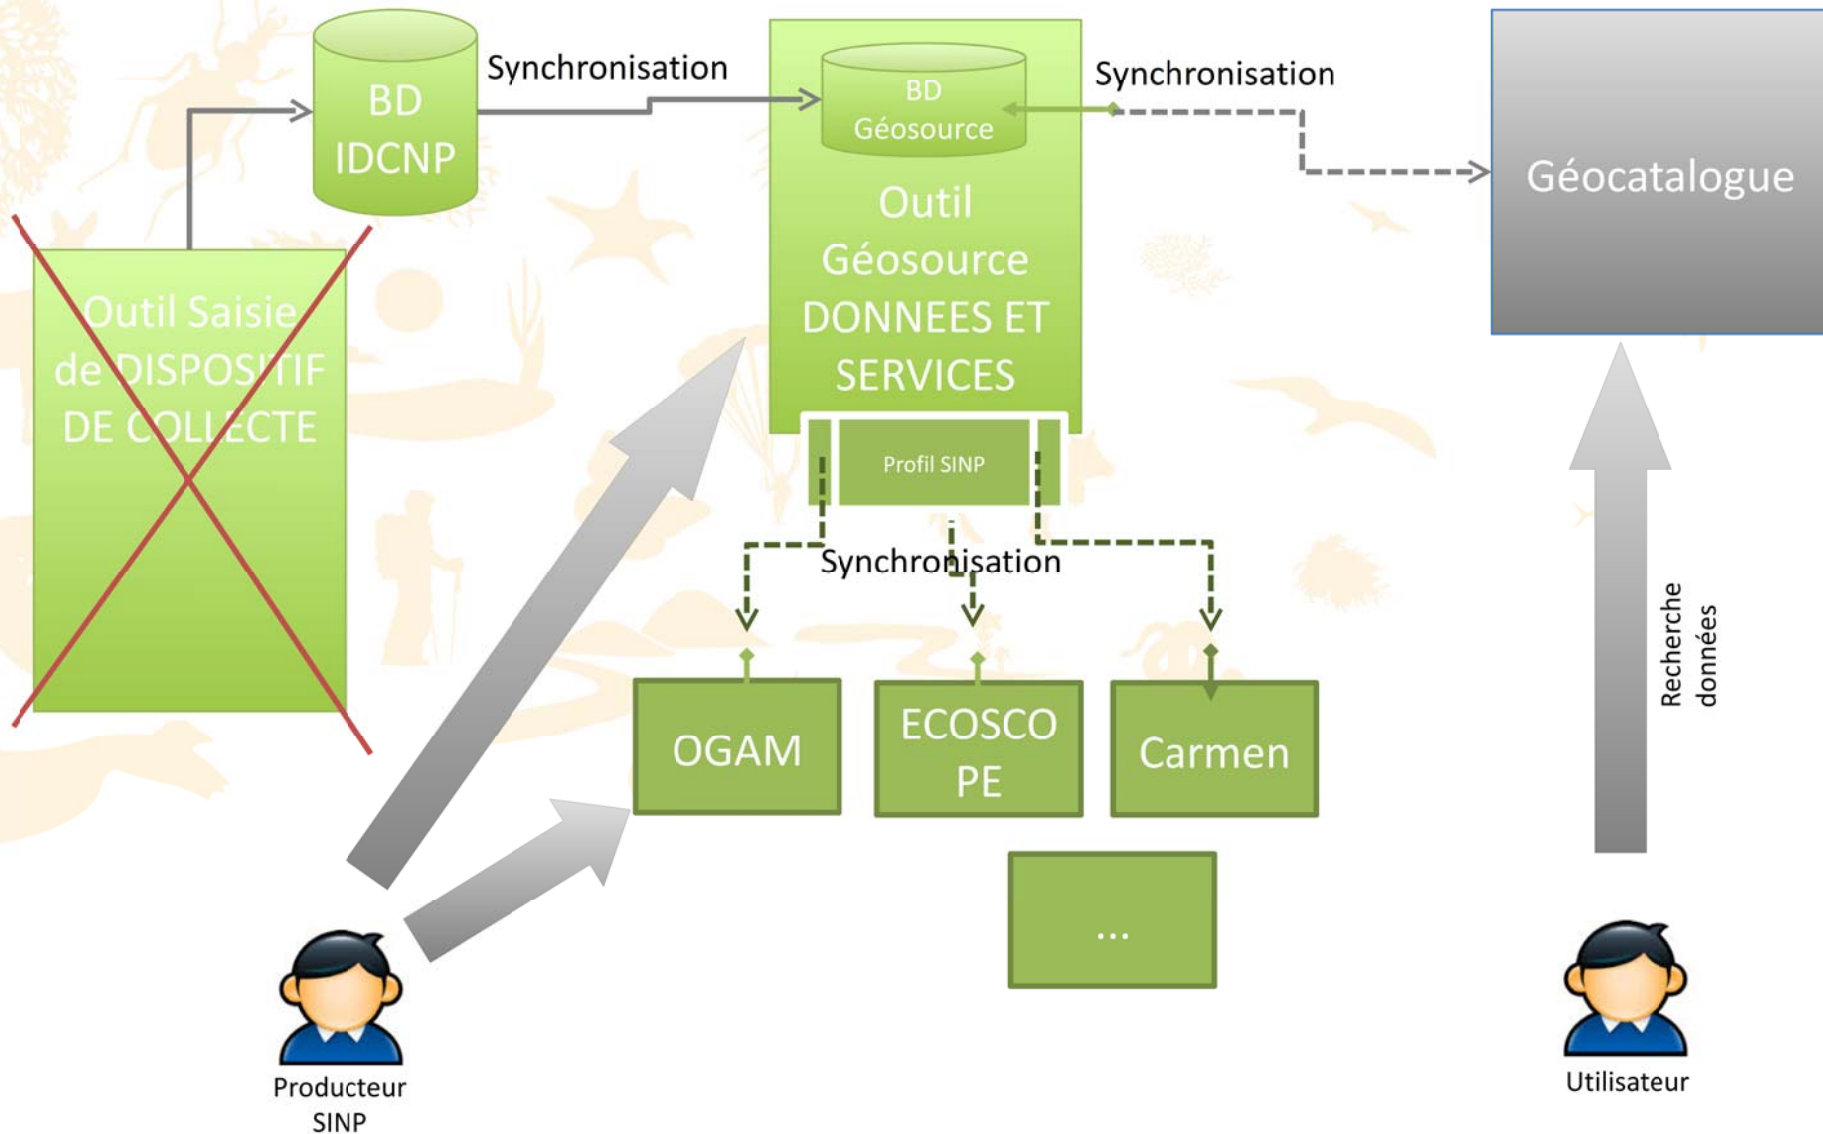 BD
IDCNP
Synchronisation
BD
Géosource
Synchronisation
Géocatalogue
Outil
Géosource
DONNEES ET
SERVICES
Outil Saisie
de DISPOSITIF
DE COLLECTE
Profil SINP
Synchronisation
Recherche
données
OGAM
ECOSCO
PE
Carmen
...
Producteur
SINP
Utilisateur